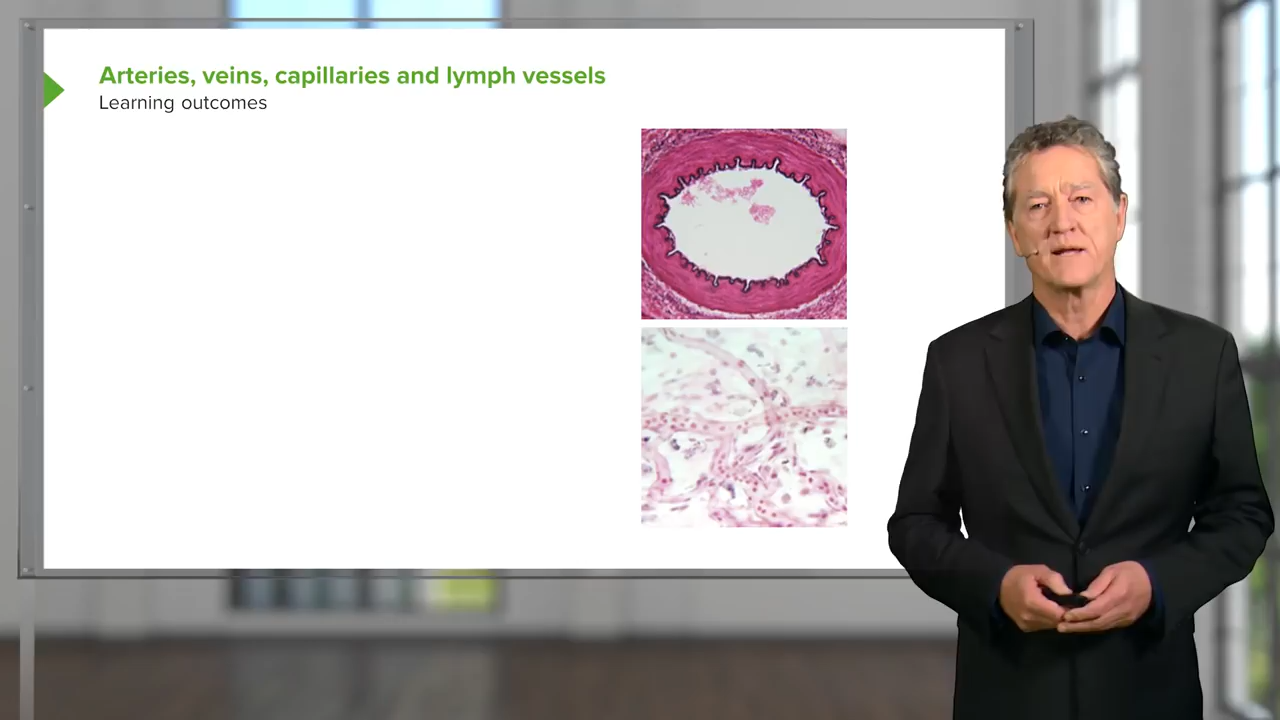 Arteries, veins, capillaries and lymph vessels
Learning outcomes